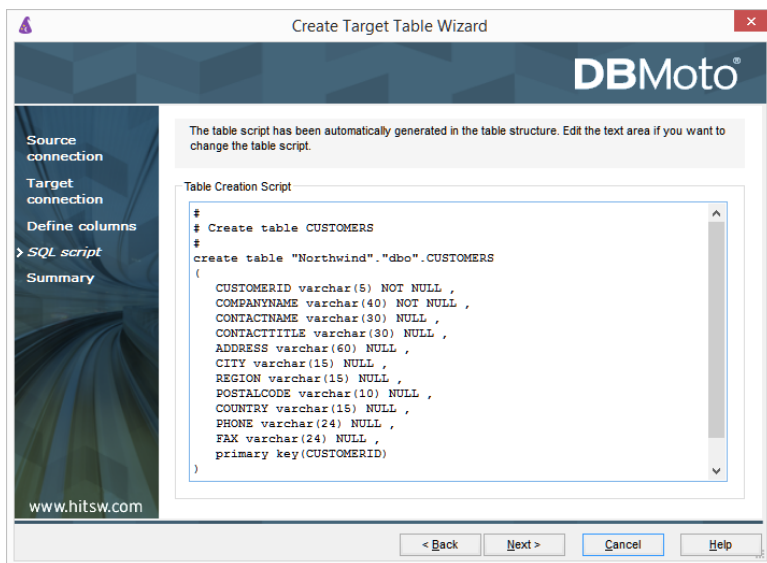 Create Target Table Wizard
DBMoto®
Source
connection
Target
connection
Define columns
SQL script
Summary
www.hitsw.com
The table script has been automatically generated in the table structure. Edit the text area if you want to
change the table script.
Table Creation Script
#
# Create table CUSTOMERS
#
create table "Northwind"."dbo".CUSTOMERS
(
CUSTOMERID varchar(5) NOT NULL ,
COMPANYNAME varchar(40) NOT NULL ,
CONTACTNAME varchar(30) NULL ,
CONTACTTITLE varchar(30) NULL ,
ADDRESS varchar(60) NULL ,
CITY varchar(15) NULL ,
REGION varchar(15) NULL ,
POSTALCODE varchar(10) NULL ,
COUNTRY varchar(15) NULL ,
PHONE varchar(24) NULL ,
FAX varchar(24) NULL ,
primary key(CUSTOMERID)
)
< Back Next > Cancel Help